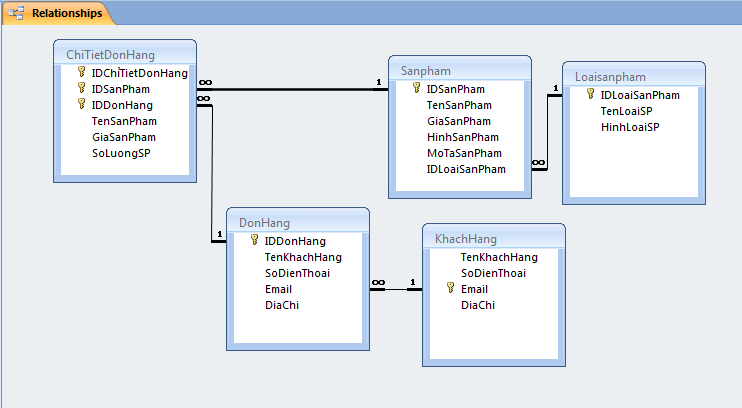 Relationships
ChiTietDonHang
IDChiTietDonHang
IDSanPham
IDDonHang
TenSanPham
GiaSanPham
SoLuongSP
∞
1
∞
1
Sanpham
IDSanPham
TenSanPham
GiaSanPham
HinhSanPham
MoTaSanPham
IDLoaiSanPham
1
∞
Loaisanpham
IDLoaiSanPham
TenLoaiSP
HinhLoaiSP
DonHang
IDDonHang
TenKhachHang
SoDienThoai
Email
DiaChi
∞
1
KhachHang
TenKhachHang
SoDienThoai
Email
DiaChi